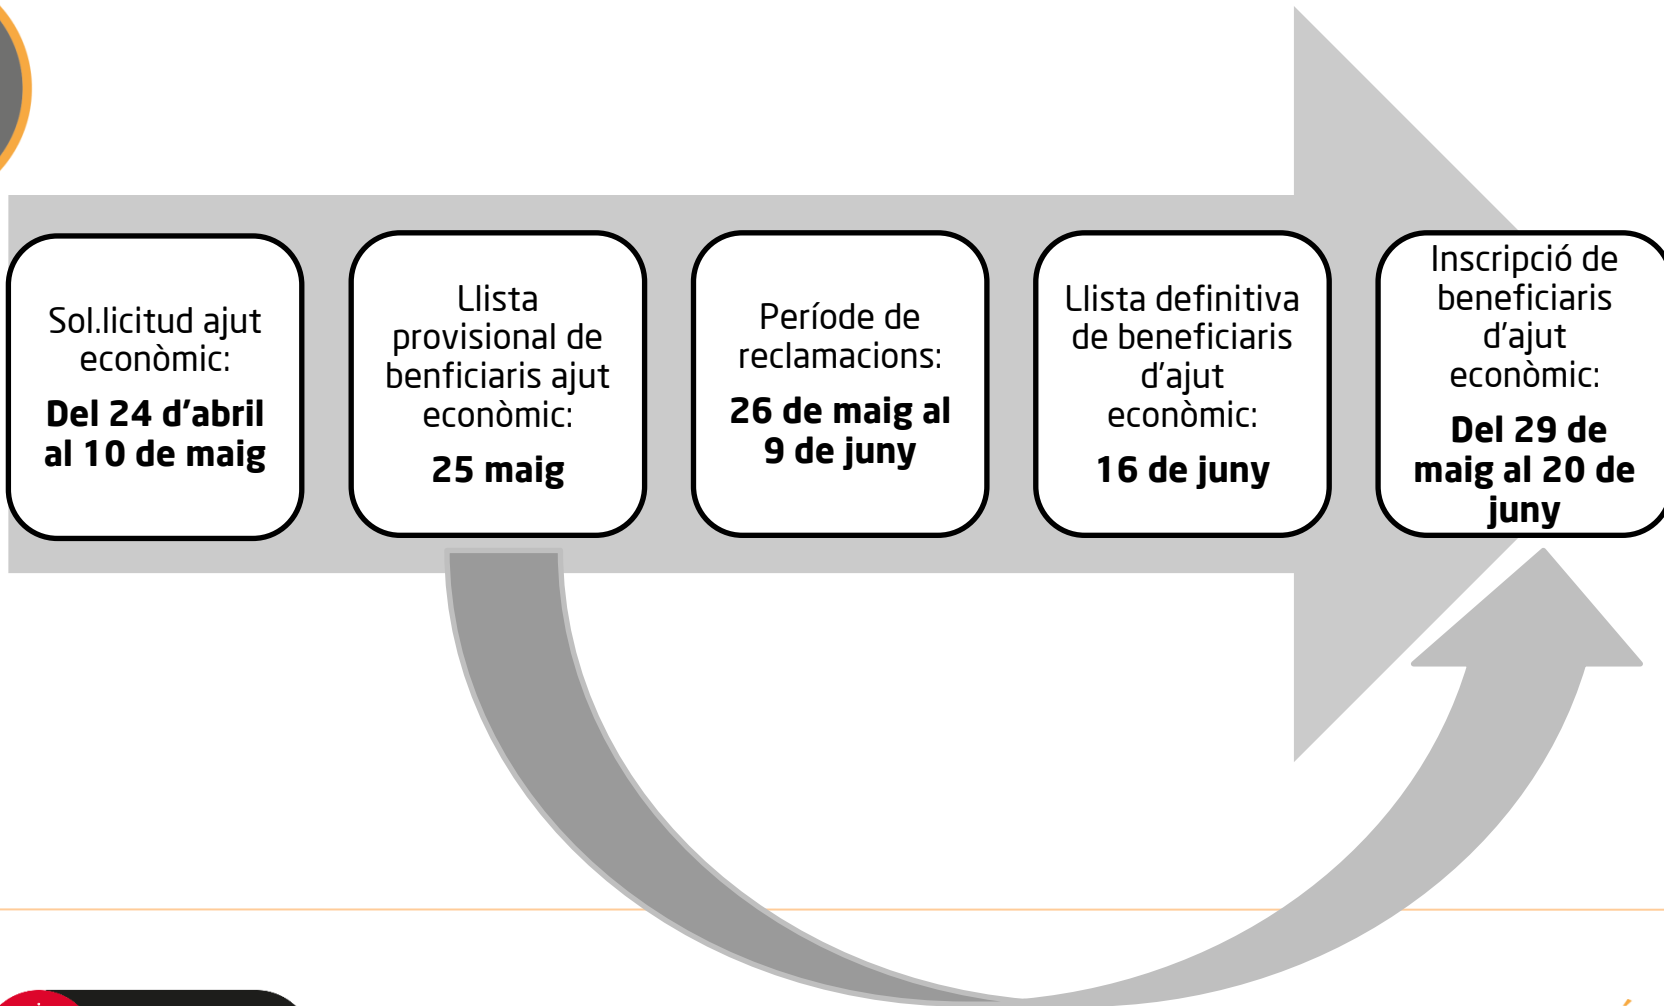 Sol.licitud ajut
econòmic:
Del 24 d'abril
al 10 de maig
Llista
provisional de
benficiaris ajut
econòmic:
25 maig
Període de
reclamacions:
26 de maig al
9 de juny
Llista definitiva
de beneficiaris
d'ajut
econòmic:
16 de juny
Inscripció de
beneficiaris
d'ajut
econòmic:
Del 29 de
maig al 20 de
juny